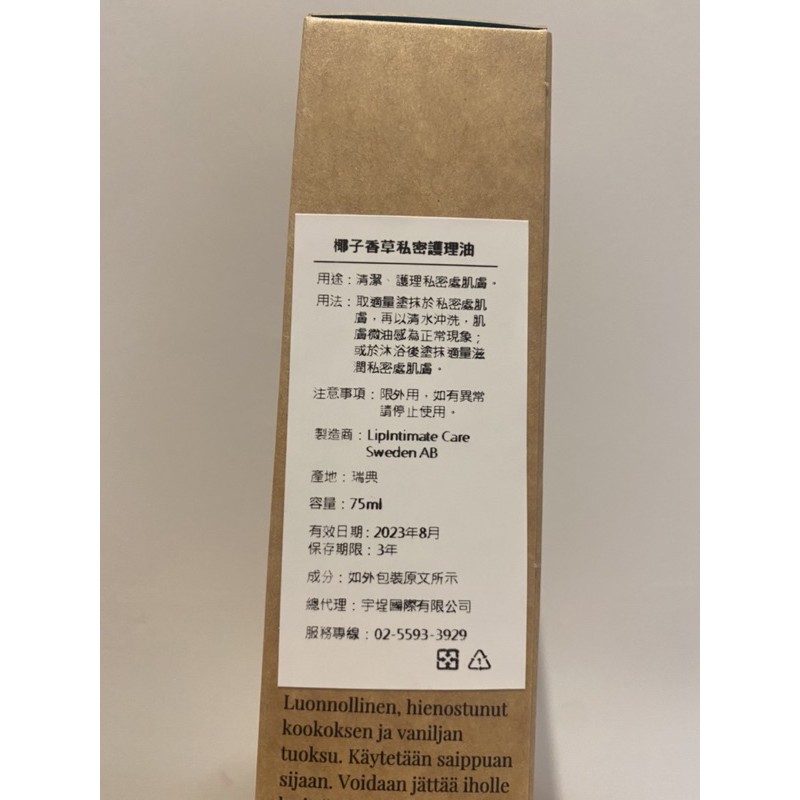 椰子香草私密護理油
用途：清潔、護理私密處肌膚。
用法：取適量塗抹於私密處肌
膚，再以清水沖洗，肌
膚微油感為正常現象；
或於沐浴後塗抹適量滋
潤私密處肌膚。
注意事項：限外用，如有異常
請停止使用。
製造商：LipIntimate Care
Sweden AB
產地：瑞典
容量：75ml
有效日期：2023年8月
保存期限：3年
成分：如外包裝原文所示
總代理：宇埕國際有限公司
服務專線：02-5593-3929
Luonnollinen, hienostunut
kookoksen ja vaniljan
tuoksu. Käytetään saippuan
sijaan. Voidaan jättää iholle